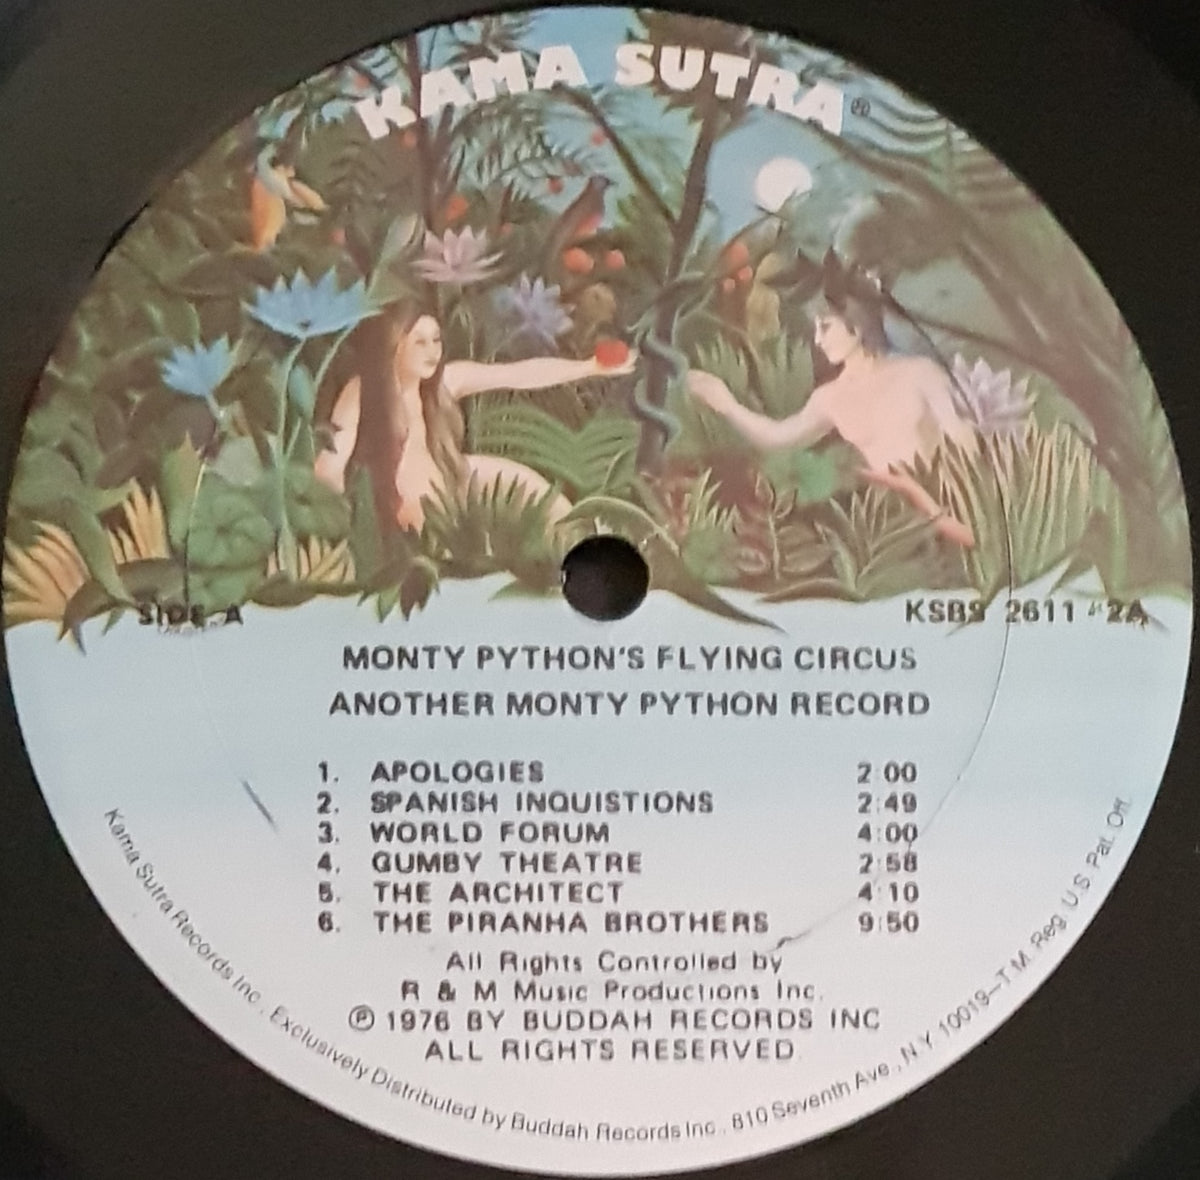 KAMA SUTRA®
SIDE A
KSBS 2611-2A
MONTY PYTHON'S FLYING CIRCUS
ANOTHER MONTY PYTHON RECORD
1. APOLOGIES 2:00
2. SPANISH INQUISTIONS 2:49
3. WORLD FORUM 4:00
4. GUMBY THEATRE 2:58
5. THE ARCHITECT 4:10
6. THE PIRANHA BROTHERS 9:50
All Rights Controlled by
R & M Music Productions Inc.
℗ 1976 BY BUDDAH RECORDS INC
ALL RIGHTS RESERVED
Kama Sutra Records Inc., Exclusively Distributed by Buddah Records Inc., 810 Seventh Ave., N.Y. 10019—T.M. Reg. U.S. Pat. Off.